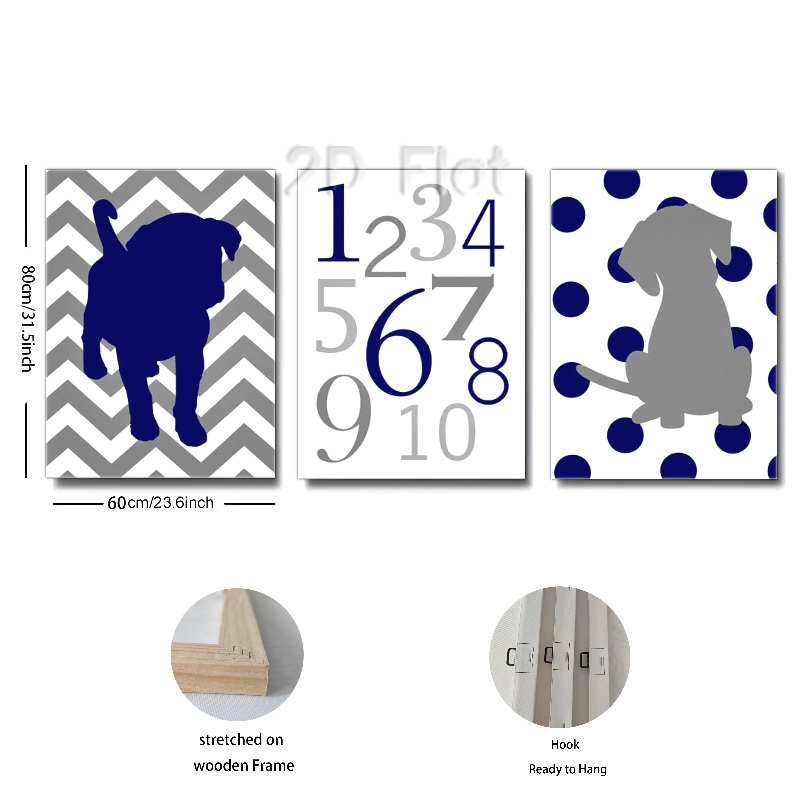 2D Flat
1 2 3 4
5 6 7 8
9 10
80cm/31.5inch
60cm/23.6inch
stretched on
wooden Frame
Hook
Ready to Hang